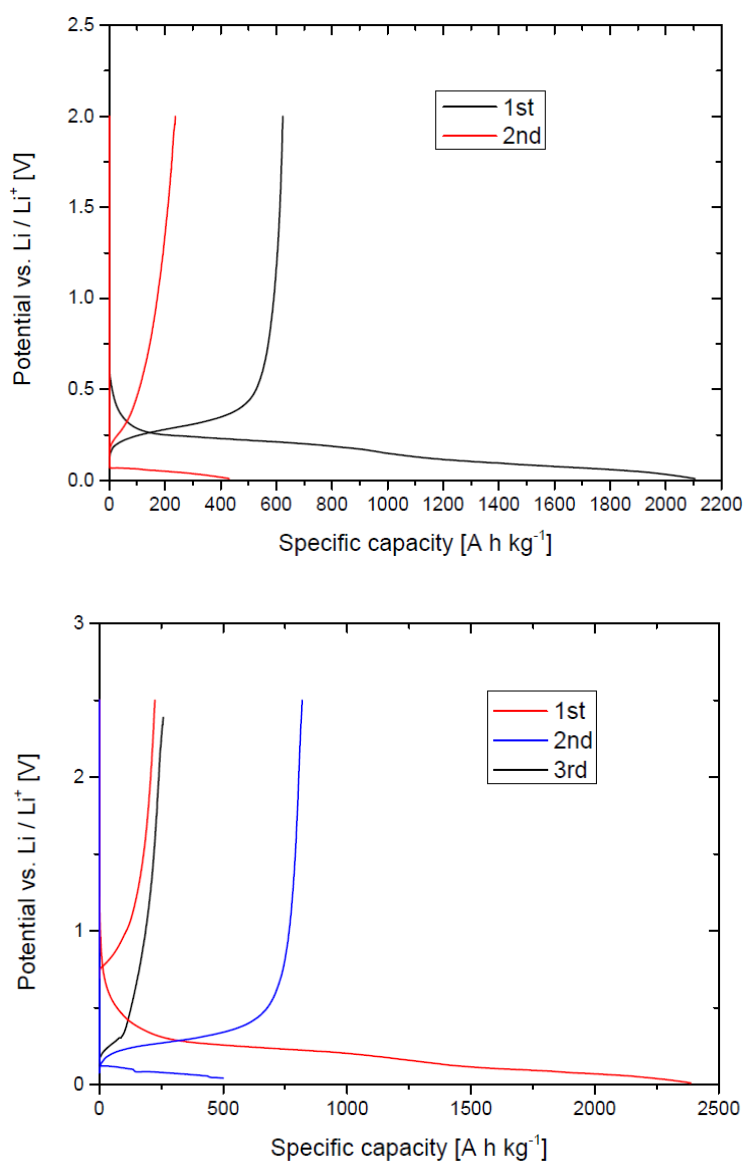 2.5
2.0
1.5
1.0
0.5
0.0
Potential vs. Li / Li⁺ [V]
1st
2nd
0 200 400 600 800 1000 1200 1400 1600 1800 2000 2200
Specific capacity [A h kg⁻¹]
3
2
1
0
Potential vs. Li / Li⁺ [V]
1st
2nd
3rd
0 500 1000 1500 2000 2500
Specific capacity [A h kg⁻¹]